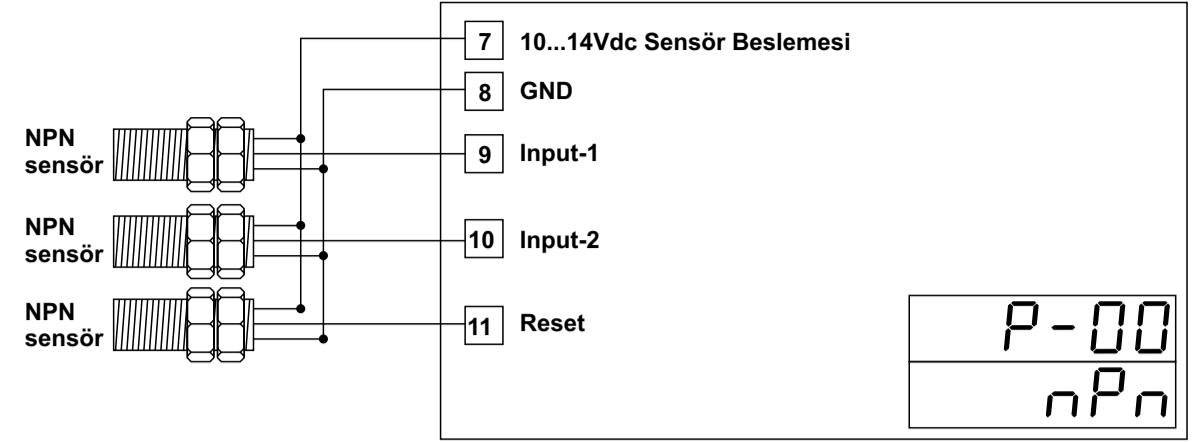 7 10...14Vdc Sensör Beslemesi
8 GND
NPN
sensör
9 Input-1
NPN
sensör
10 Input-2
NPN
sensör
11 Reset
P-00
nPn